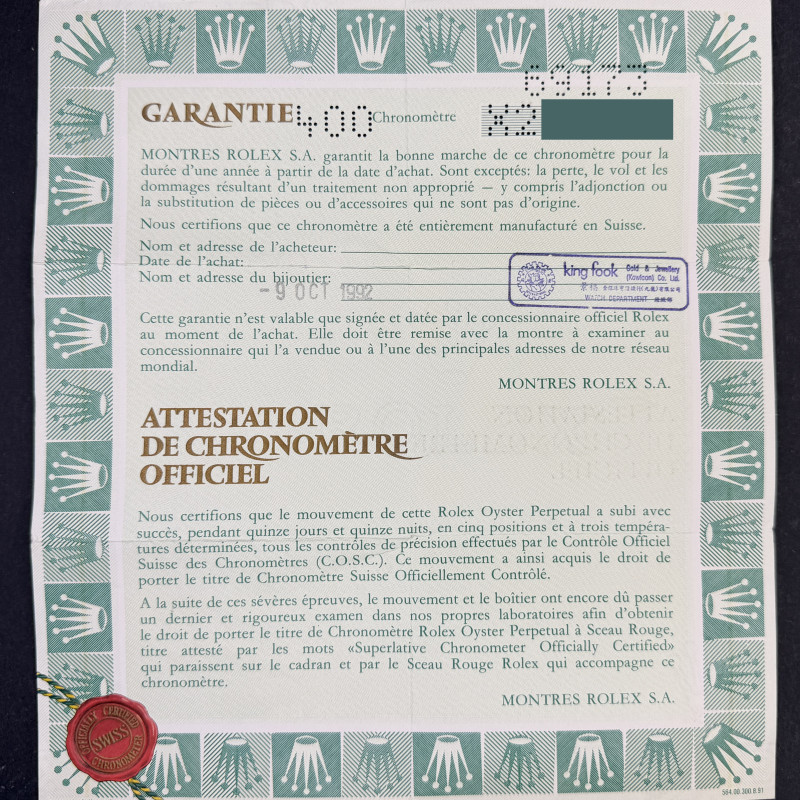 69173
GARANTIE 400 Chronomètre
MONTRES ROLEX S.A. garantit la bonne marche de ce chronomètre pour la
durée d'une année à partir de la date d'achat. Sont exceptés: la perte, le vol et les
dommages résultant d'un traitement non approprié — y compris l'adjonction ou
la substitution de pièces ou d'accessoires qui ne sont pas d'origine.
Nous certifions que ce chronomètre a été entièrement manufacturé en Suisse.
Nom et adresse de l'acheteur:
Date de l'achat:
Nom et adresse du bijoutier:
- 9 OCT 1992
king fook Gold & Jewellery
(Kowloon) Co. Ltd.
WATCH DEPARTMENT
Cette garantie n'est valable que signée et datée par le concessionnaire officiel Rolex
au moment de l'achat. Elle doit être remise avec la montre à examiner au
concessionnaire qui l'a vendue ou à l'une des principales adresses de notre réseau
mondial.
MONTRES ROLEX S.A.
ATTESTATION
DE CHRONOMÈTRE
OFFICIEL
Nous certifions que le mouvement de cette Rolex Oyster Perpetual a subi avec
succès, pendant quinze jours et quinze nuits, en cinq positions et à trois tempéra-
tures déterminées, tous les contrôles de précision effectués par le Contrôle Officiel
Suisse des Chronomètres (C.O.S.C.). Ce mouvement a ainsi acquis le droit de
porter le titre de Chronomètre Suisse Officiellement Contrôlé.
A la suite de ces sévères épreuves, le mouvement et le boîtier ont encore dû passer
un dernier et rigoureux examen dans nos propres laboratoires afin d'obtenir
le droit de porter le titre de Chronomètre Rolex Oyster Perpetual à Sceau Rouge,
titre attesté par les mots «Superlative Chronometer Officially Certified»
qui paraissent sur le cadran et par le Sceau Rouge Rolex qui accompagne ce
chronomètre.
MONTRES ROLEX S.A.
OFFICIALLY CERTIFIED
SWISS
CHRONOMETER
564.00.300.8.91